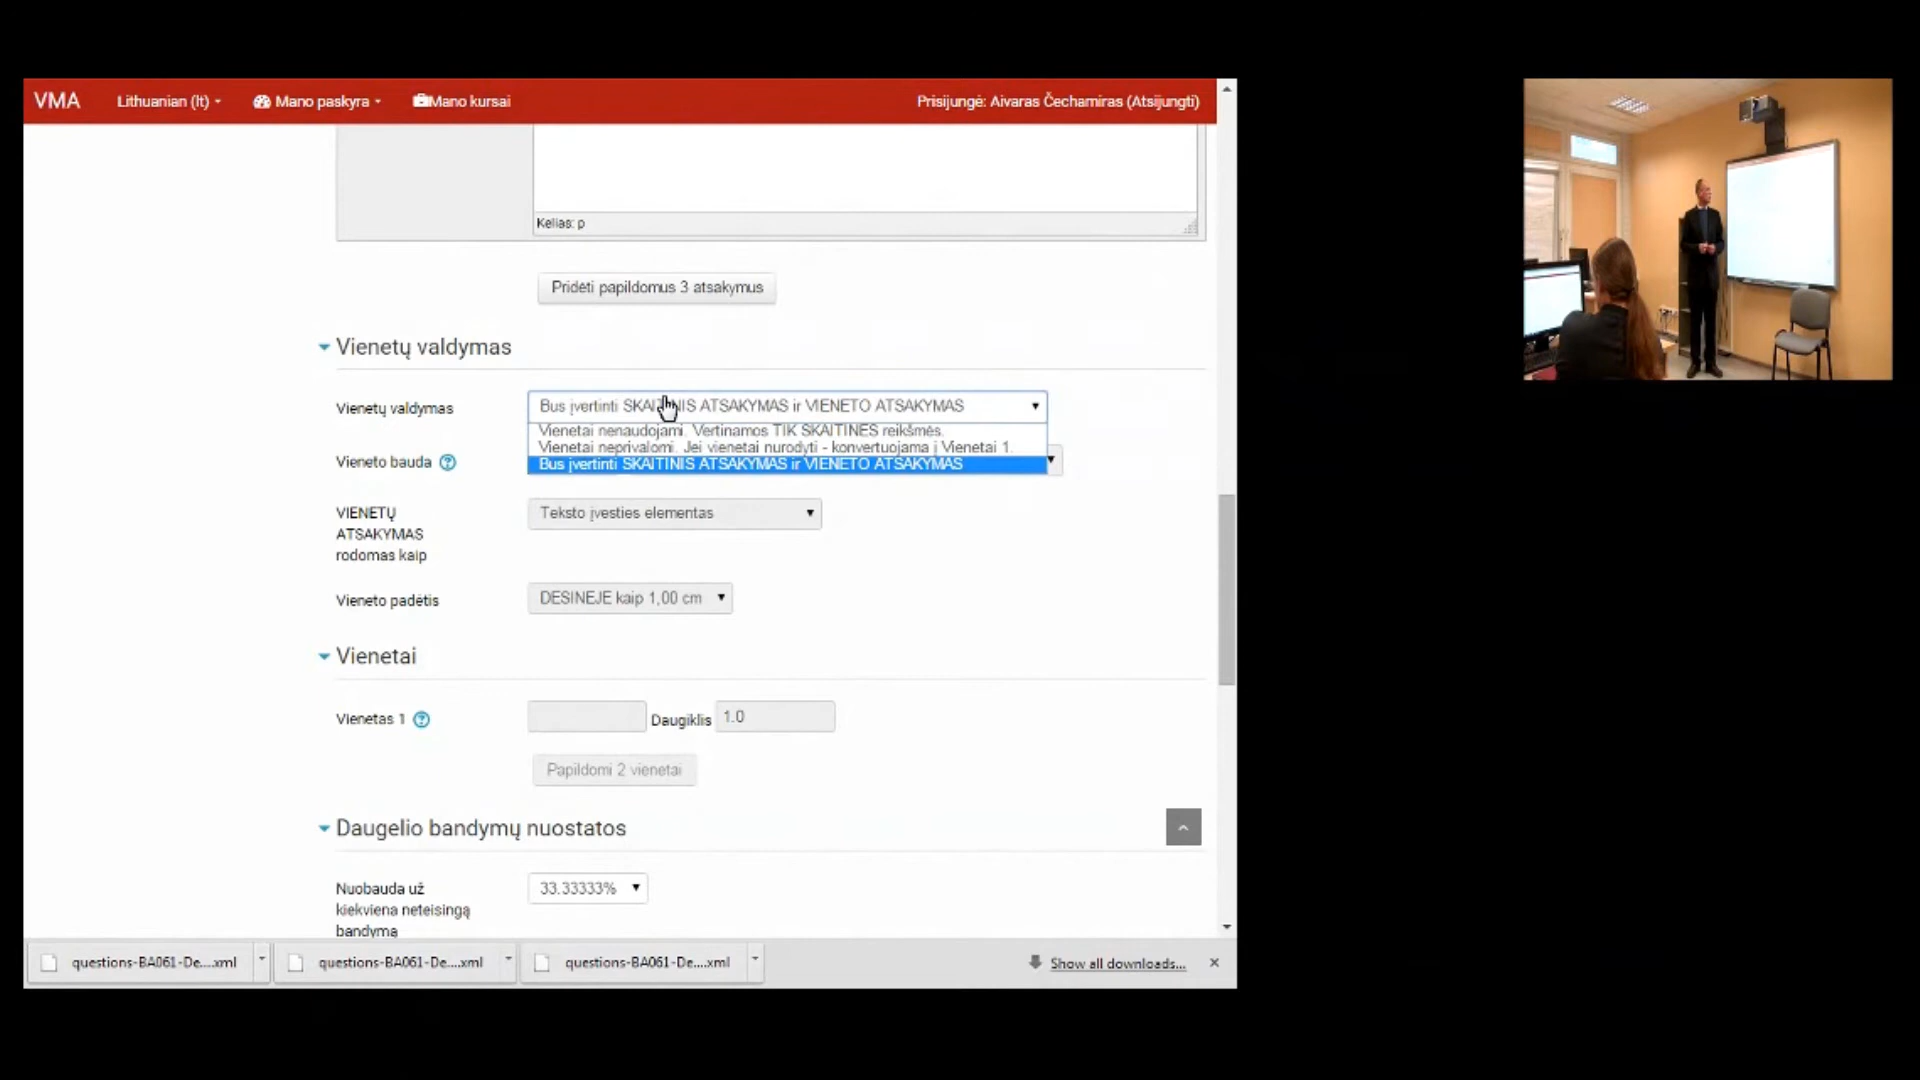 VMA Lithuanian (lt) Mano paskyra Mano kursai Prisijungė: Aivaras Čechamiras (Atsijungti)
Kelias: p
Pridėti papildomus 3 atsakymus
Vienetų valdymas
Vienetų valdymas
Bus įvertinti SKAITINIS ATSAKYMAS ir VIENETO ATSAKYMAS
Vienetai nenaudojami. Vertinamos TIK SKAITINĖS reikšmės.
Vienetai neprivalomi. Jei vienetai nurodyti - konvertuojama į Vienetai 1.
Bus įvertinti SKAITINIS ATSAKYMAS ir VIENETO ATSAKYMAS
Vieneto bauda
VIENETŲ
ATSAKYMAS
rodomas kaip
Teksto įvesties elementas
Vieneto padėtis
DEŠINĖJE kaip 1,00 cm
Vienetai
Vienetas 1
Daugiklis 1.0
Papildomi 2 vienetai
Daugelio bandymų nuostatos
Nuobauda už
kiekviena neteisingą
bandymą
33.33333%
questions-BA061-De....xml questions-BA061-De....xml questions-BA061-De....xml Show all downloads...